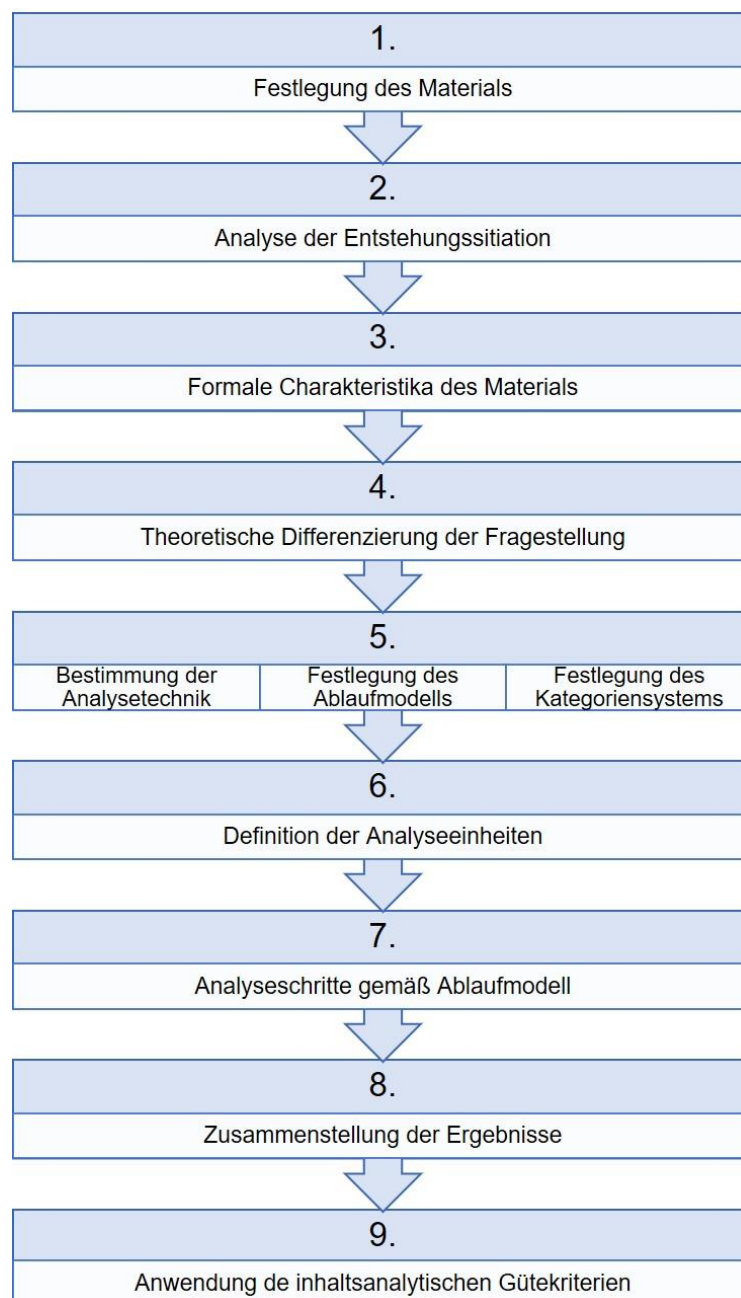 1.
Festlegung des Materials
2.
Analyse der Entstehungssitiation
3.
Formale Charakteristika des Materials
4.
Theoretische Differenzierung der Fragestellung
5.
Bestimmung der
Analysetechnik
Festlegung des
Ablaufmodells
Festlegung des
Kategoriensystems
6.
Definition der Analyseeinheiten
7.
Analyseschritte gemäß Ablaufmodell
8.
Zusammenstellung der Ergebnisse
9.
Anwendung de inhaltsanalytischen Gütekriterien